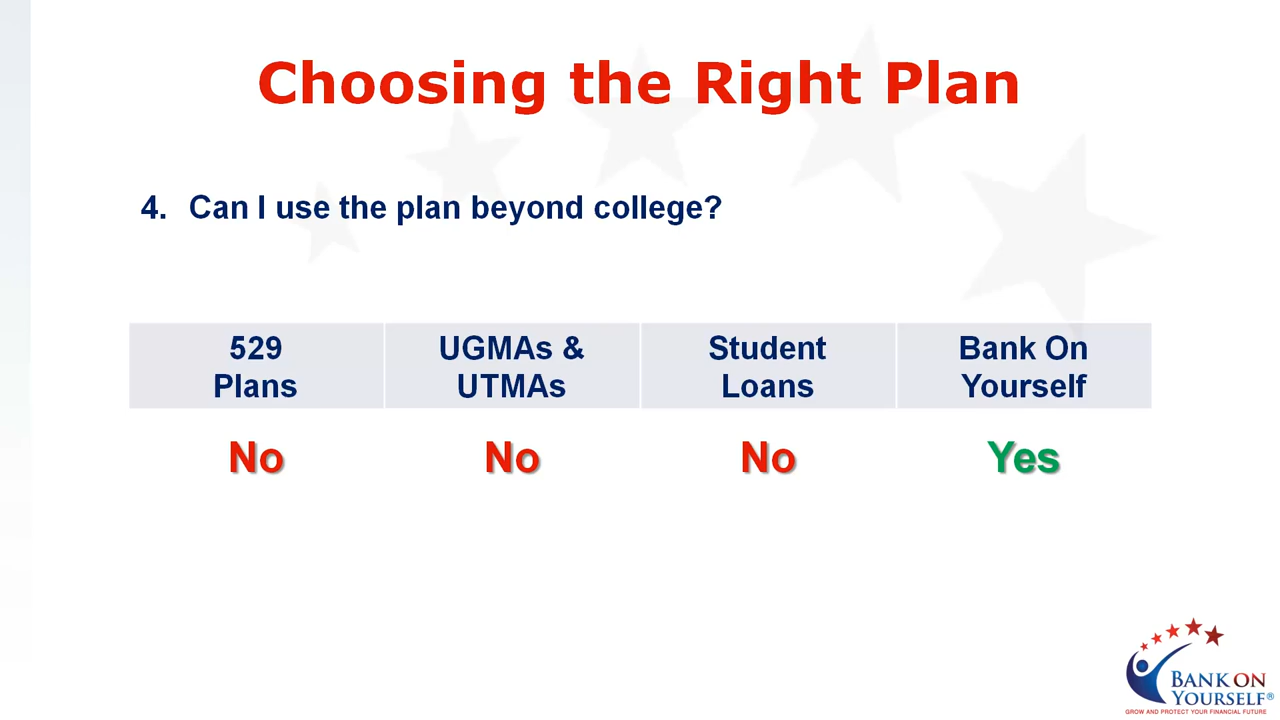 Choosing the Right Plan
4. Can I use the plan beyond college?
529 Plans
UGMAs & UTMAs
Student Loans
Bank On Yourself
No
No
No
Yes
BANK ON
YOURSELF®
GROW AND PROTECT YOUR FINANCIAL FUTURE